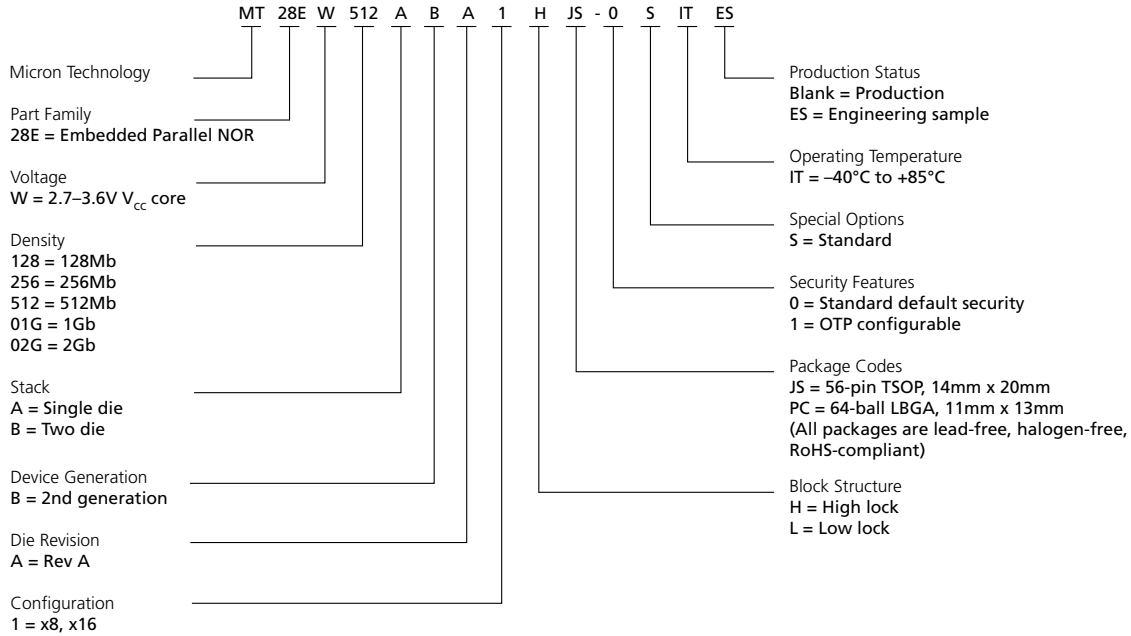 MT 28E W 512 A B A 1 H JS - 0 S IT ES
Micron Technology
Part Family
28E = Embedded Parallel NOR
Voltage
W = 2.7–3.6V Vcc core
Density
128 = 128Mb
256 = 256Mb
512 = 512Mb
01G = 1Gb
02G = 2Gb
Stack
A = Single die
B = Two die
Device Generation
B = 2nd generation
Die Revision
A = Rev A
Configuration
1 = x8, x16
Production Status
Blank = Production
ES = Engineering sample
Operating Temperature
IT = –40°C to +85°C
Special Options
S = Standard
Security Features
0 = Standard default security
1 = OTP configurable
Package Codes
JS = 56-pin TSOP, 14mm x 20mm
PC = 64-ball LBGA, 11mm x 13mm
(All packages are lead-free, halogen-free,
RoHS-compliant)
Block Structure
H = High lock
L = Low lock